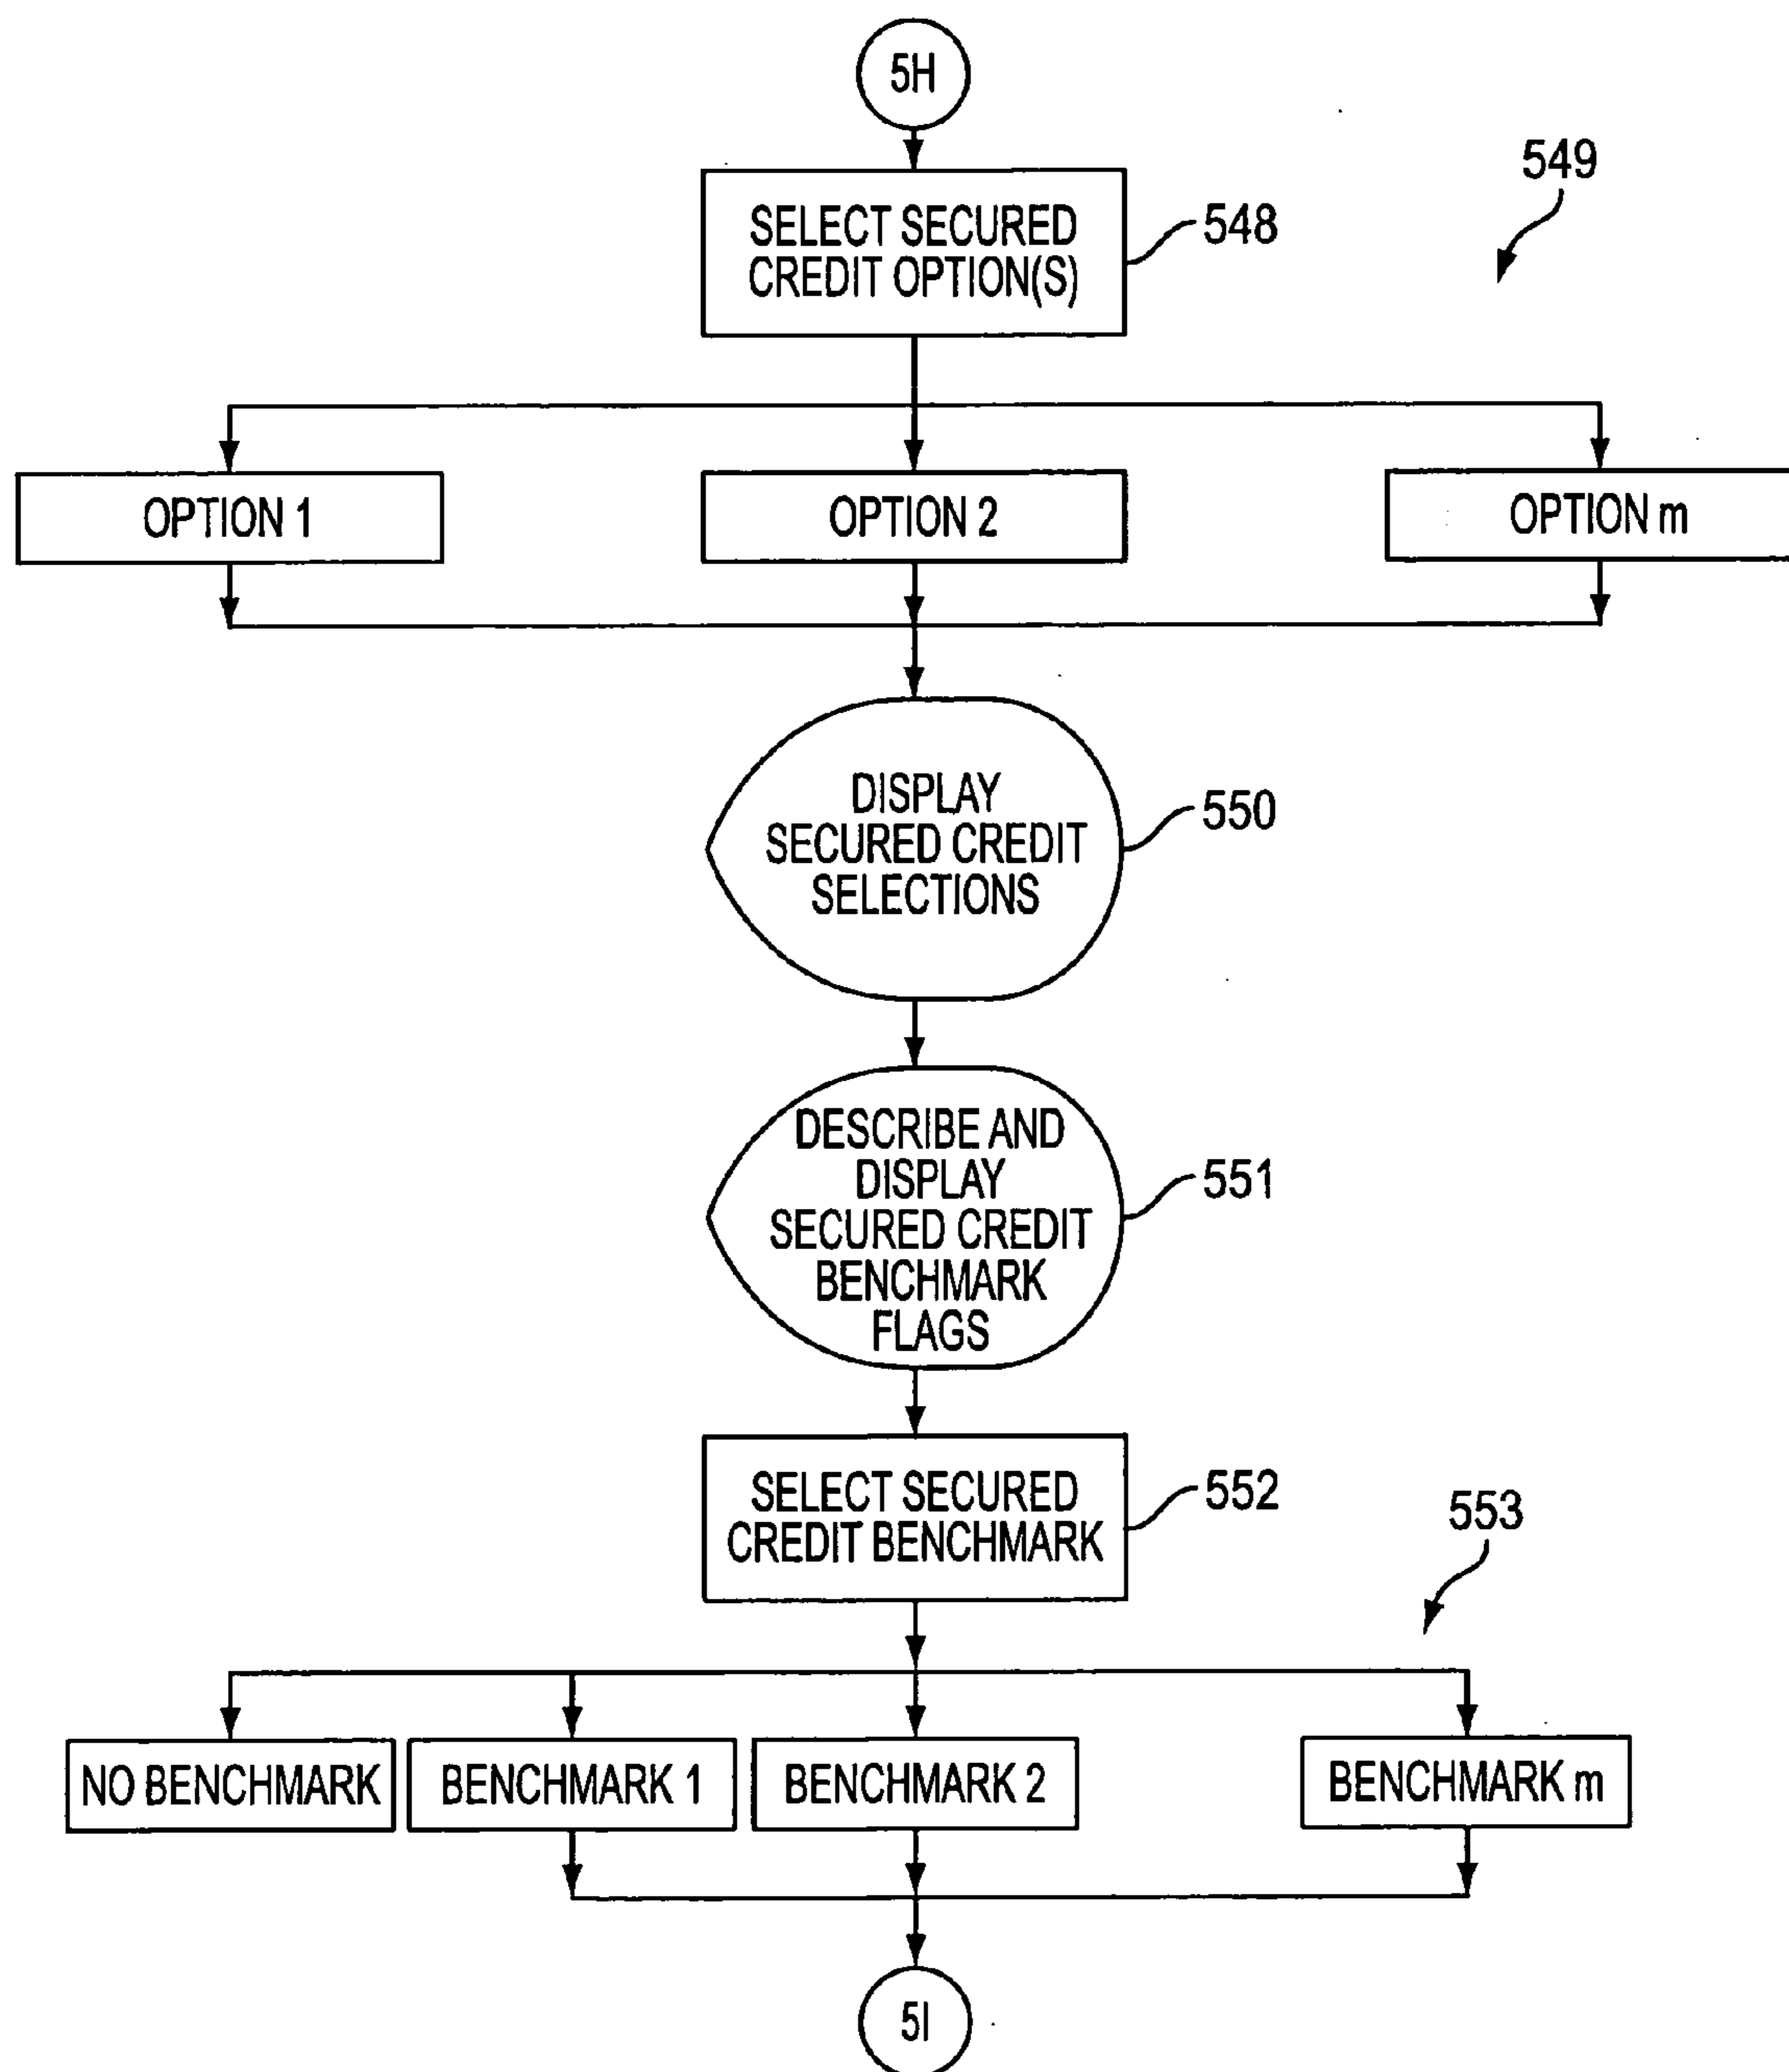 5H
549
SELECT SECURED
CREDIT OPTION(S)
548
OPTION 1
OPTION 2
OPTION m
DISPLAY
SECURED CREDIT
SELECTIONS
550
DESCRIBE AND
DISPLAY
SECURED CREDIT
BENCHMARK
FLAGS
551
SELECT SECURED
CREDIT BENCHMARK
552
553
NO BENCHMARK
BENCHMARK 1
BENCHMARK 2
BENCHMARK m
5I